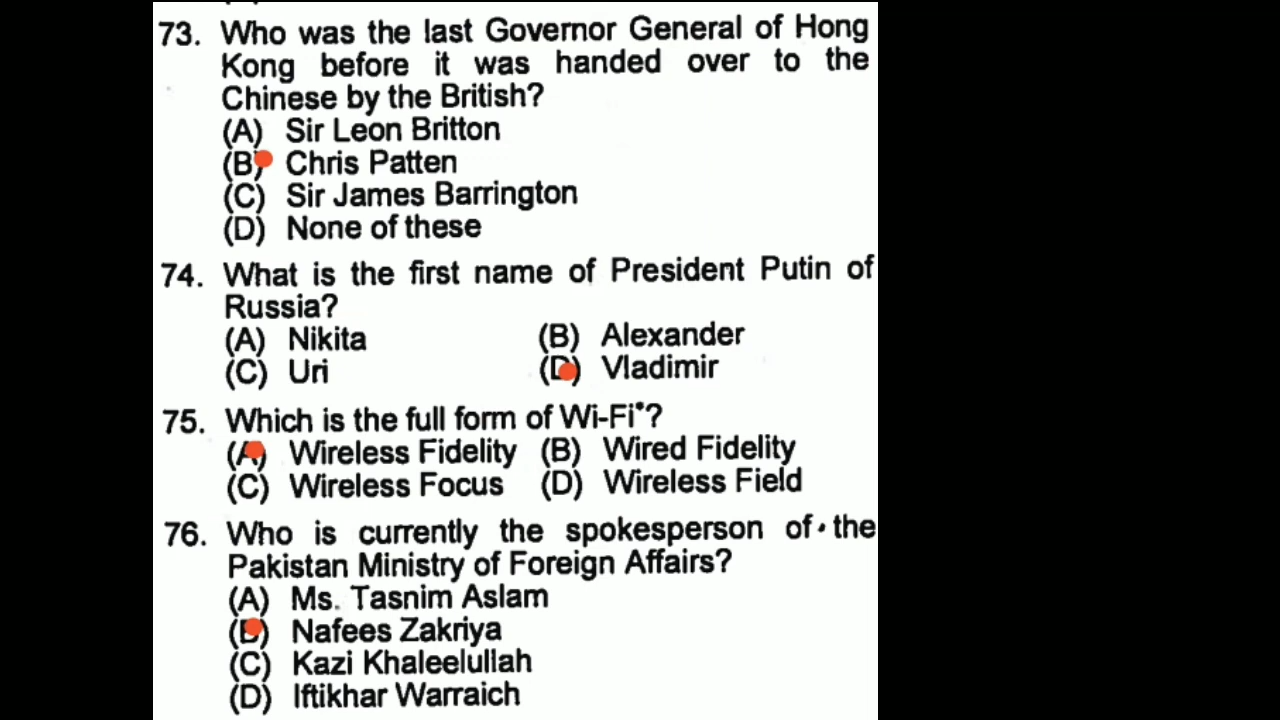 73. Who was the last Governor General of Hong
Kong before it was handed over to the
Chinese by the British?
(A) Sir Leon Britton
(B) Chris Patten
(C) Sir James Barrington
(D) None of these
74. What is the first name of President Putin of
Russia?
(A) Nikita (B) Alexander
(C) Uri (D) Vladimir
75. Which is the full form of Wi-Fi*?
(A) Wireless Fidelity (B) Wired Fidelity
(C) Wireless Focus (D) Wireless Field
76. Who is currently the spokesperson of the
Pakistan Ministry of Foreign Affairs?
(A) Ms. Tasnim Aslam
(B) Nafees Zakriya
(C) Kazi Khaleelullah
(D) Iftikhar Warraich